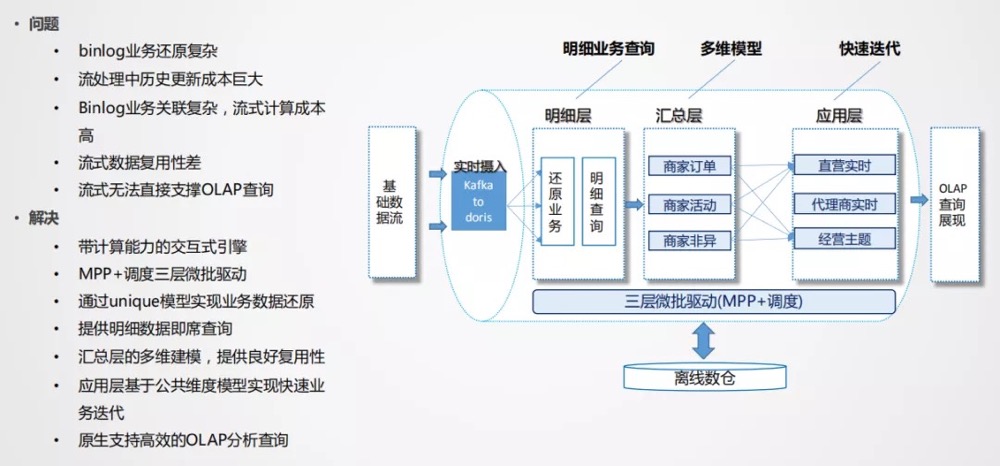 问题
binlog业务还原复杂
流处理中历史更新成本巨大
Binlog业务关联复杂，流式计算成本
高
流式数据复用性差
流式无法直接支撑OLAP查询
解决
带计算能力的交互式引擎
MPP+调度三层微批驱动
通过unique模型实现业务数据还原
提供明细数据即席查询
汇总层的多维建模，提供良好复用性
应用层基于公共维度模型实现快速业
务迭代
原生支持高效的OLAP分析查询
明细业务查询
多维模型
快速迭代
基
础数
据流
实时摄入
Kafka
to
doris
明细层
还原业务
明细查询
汇总层
商家订单
商家活动
商家非异
应用层
直营实时
代理商实时
经营主题
OLAP
查询
展现
三层微批驱动(MPP+调度)
离线数仓